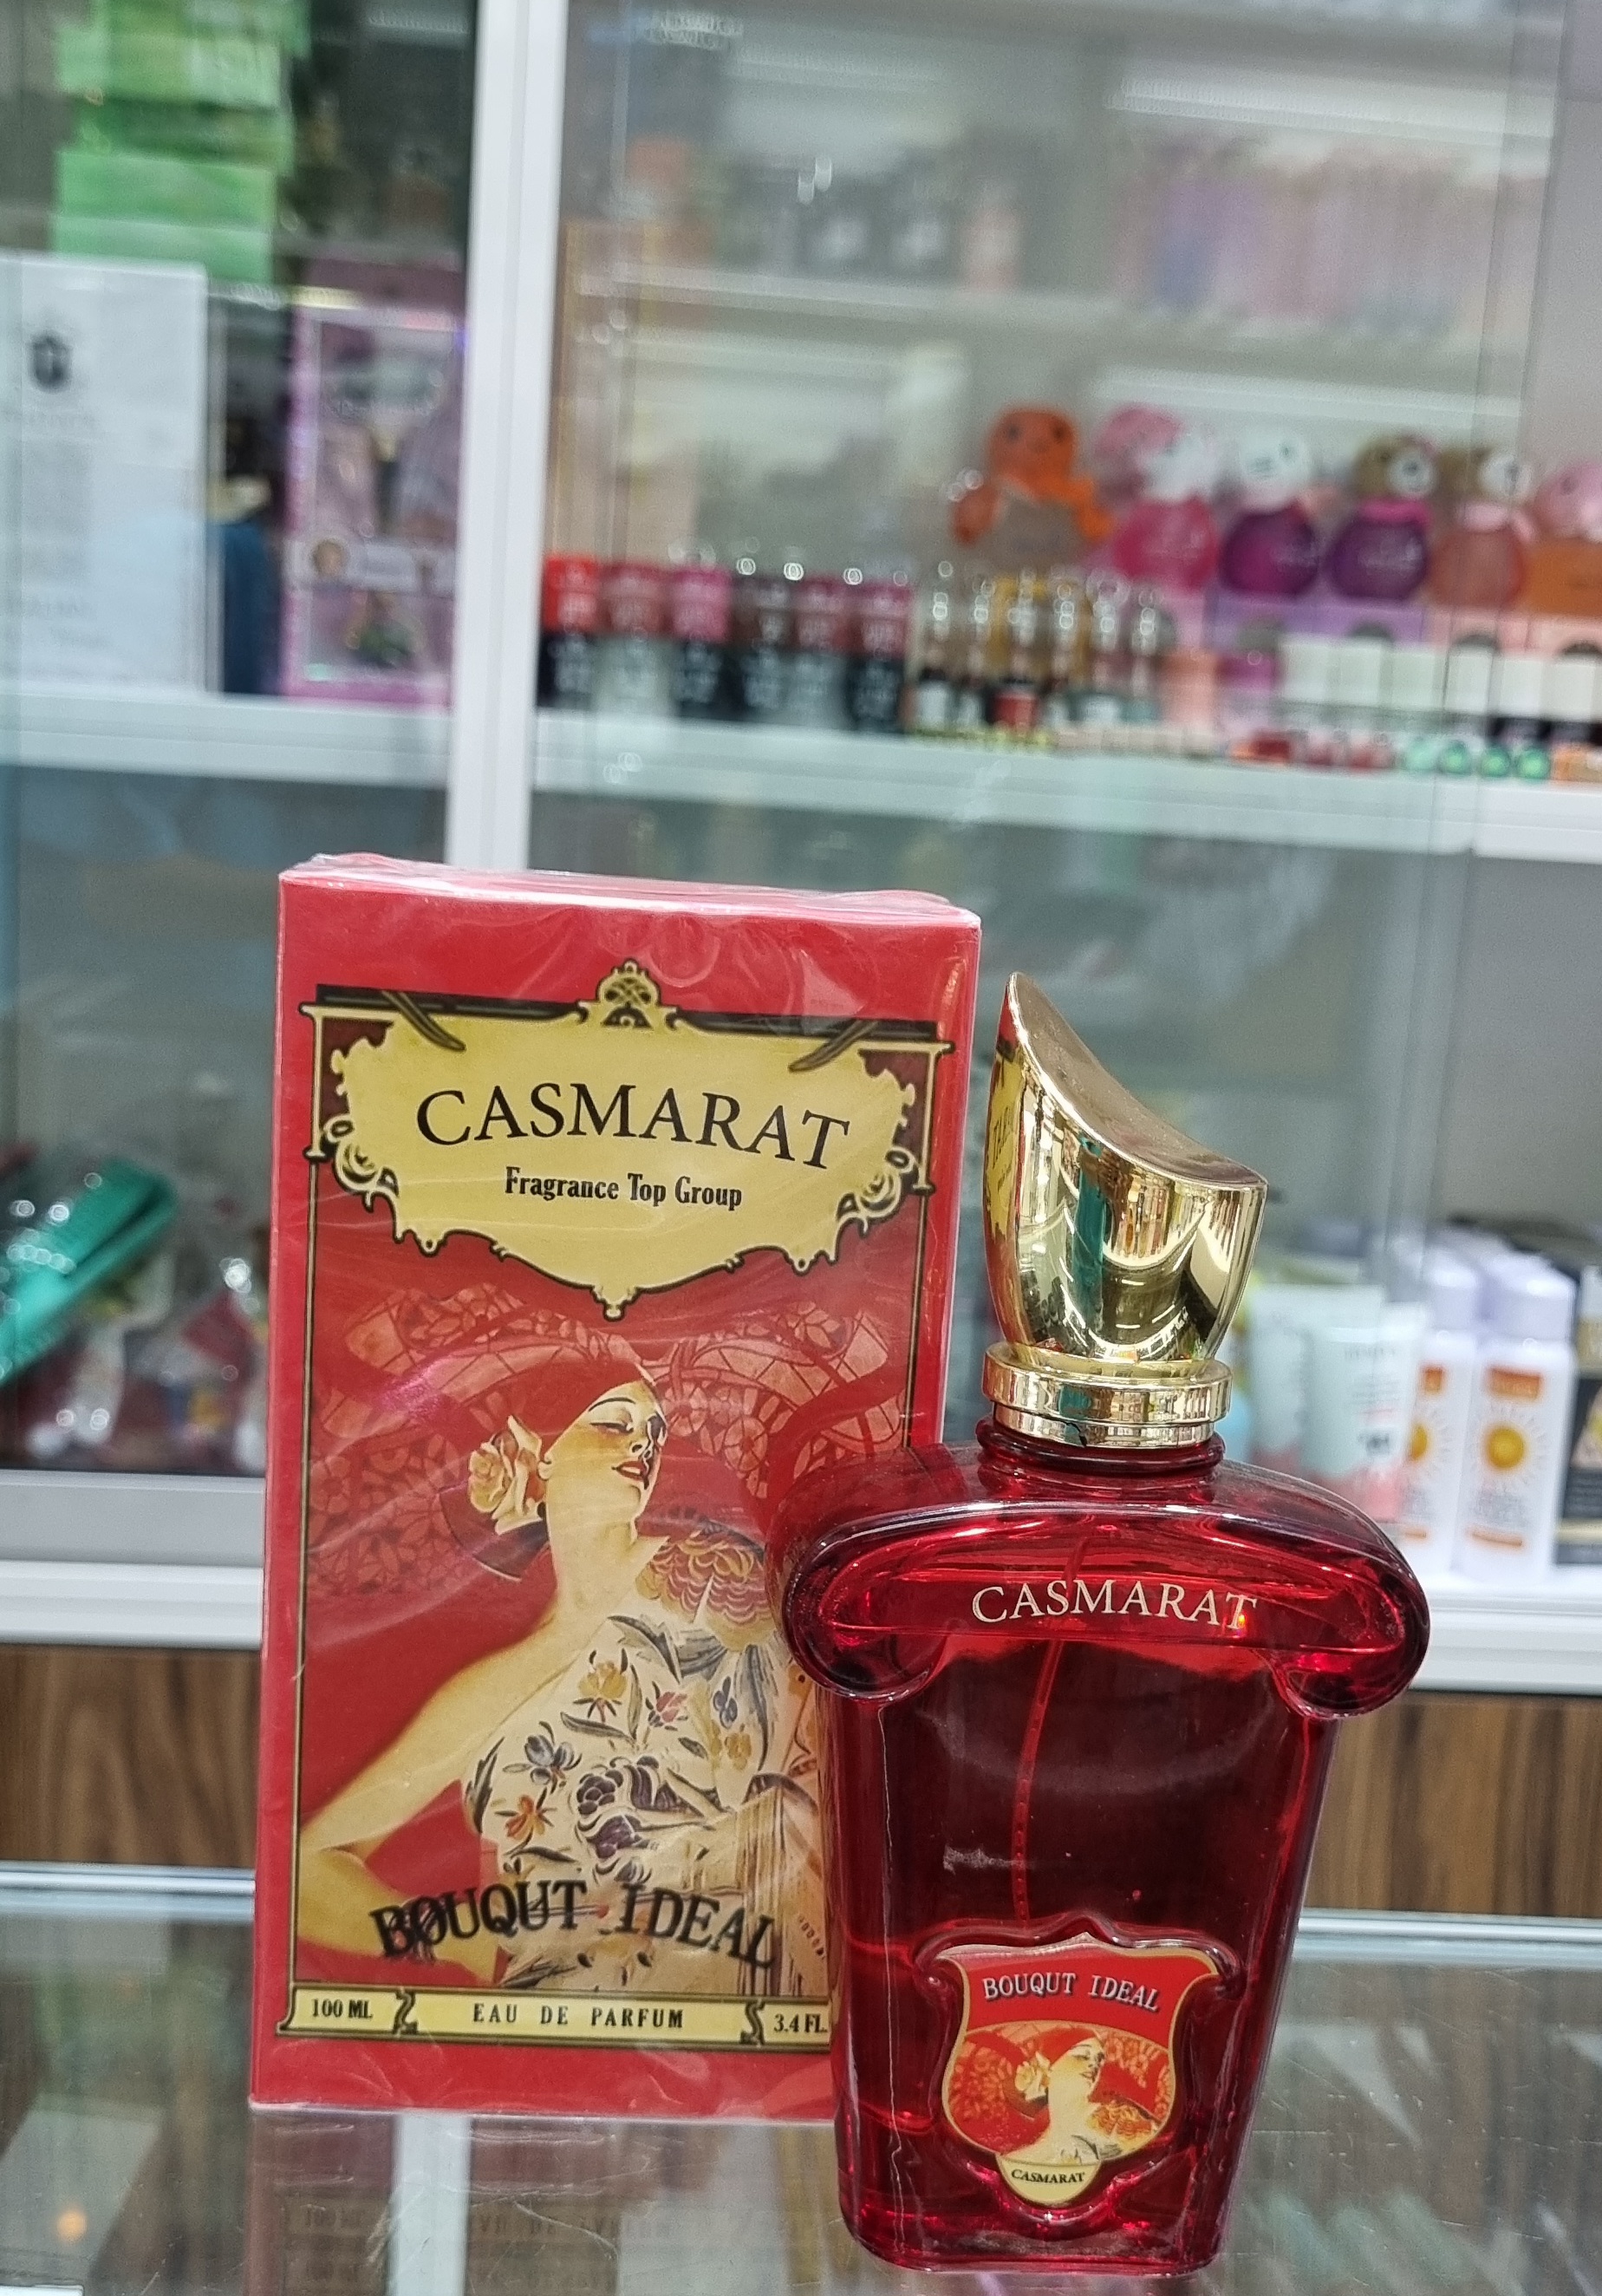 CASMARAT
Fragrance Top Group
BOUQUT IDEAL
100 ML
EAU DE PARFUM
3.4 FL.
CASMARAT
BOUQUT IDEAL
CASMARAT